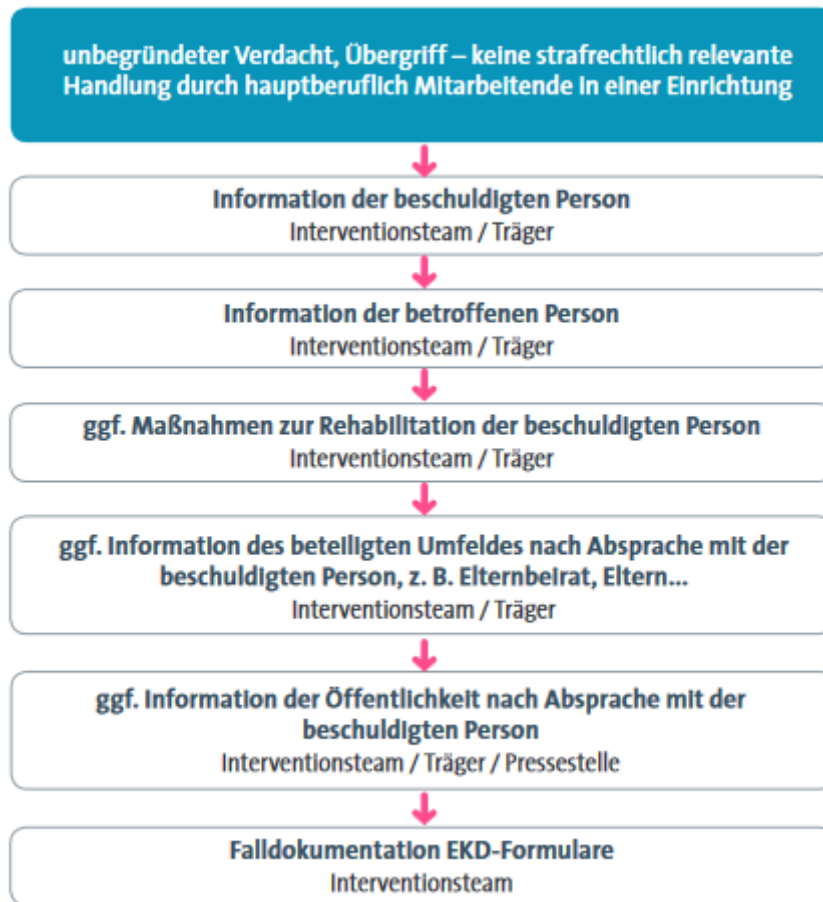 unbegründeter Verdacht, Übergriff – keine strafrechtlich relevante
Handlung durch hauptberuflich Mitarbeitende in einer Einrichtung
Information der beschuldigten Person
Interventionsteam / Träger
Information der betroffenen Person
Interventionsteam / Träger
ggf. Maßnahmen zur Rehabilitation der beschuldigten Person
Interventionsteam / Träger
ggf. Information des beteiligten Umfeldes nach Absprache mit der
beschuldigten Person, z. B. Elternbeirat, Eltern...
Interventionsteam / Träger
ggf. Information der Öffentlichkeit nach Absprache mit der
beschuldigten Person
Interventionsteam / Träger / Pressestelle
Falldokumentation EKD-Formulare
Interventionsteam